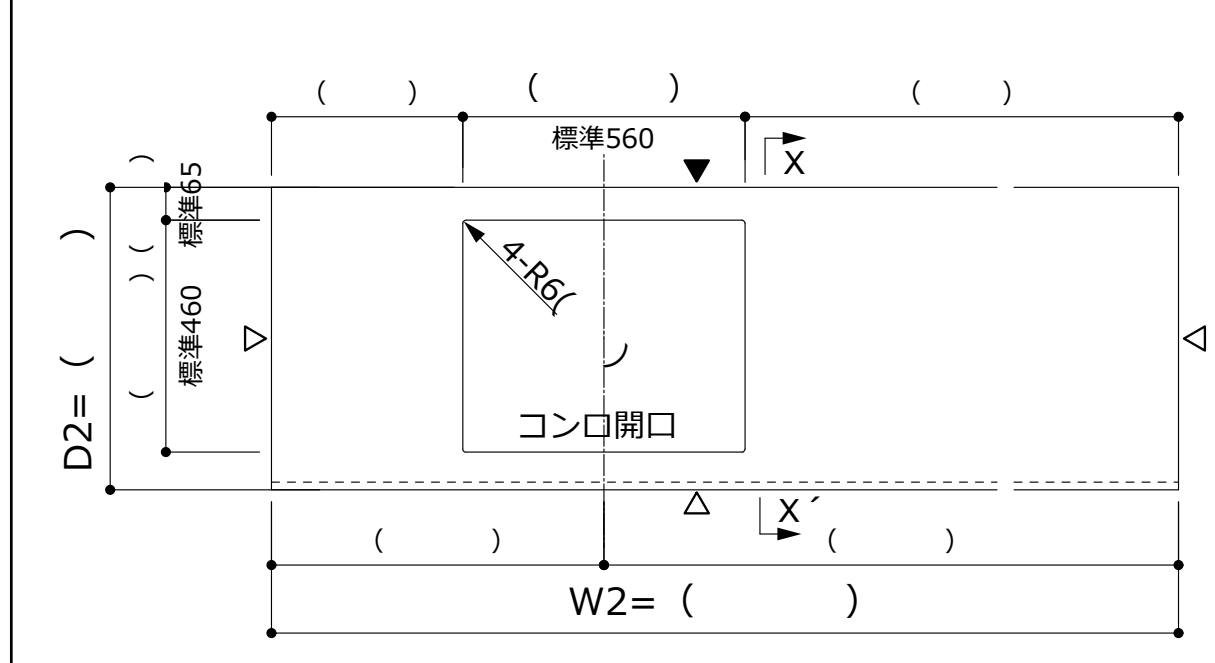 (　　　) (　　　　) (　　　)
標準560
X
(　) 標準65
4-R6(　)
(　　　) 標準460
D2=(　　　　)
コンロ開口
X´
(　　　　) (　　　　)
W2=(　　　　)